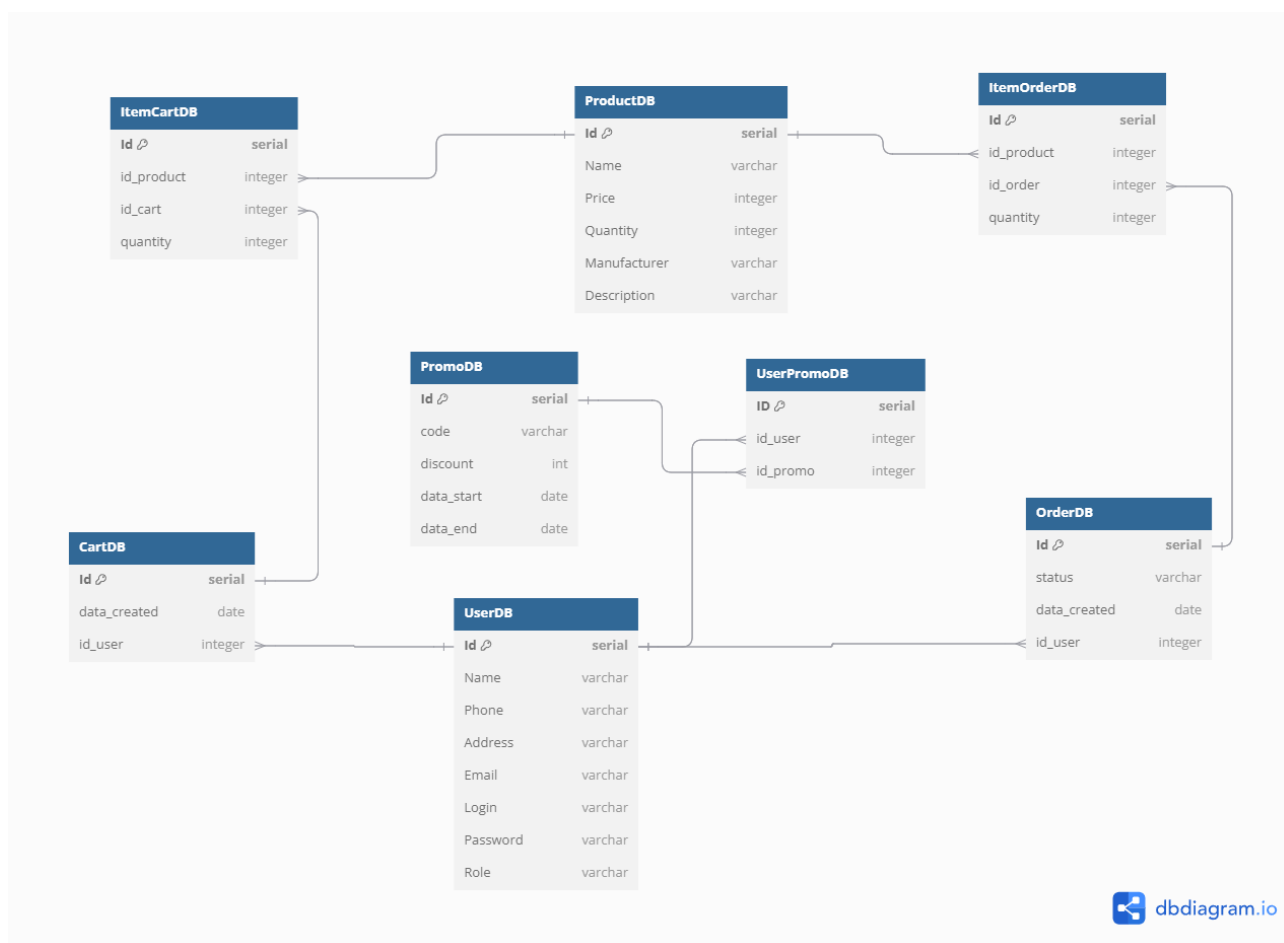 ItemCartDB
Id serial
id_product integer
id_cart integer
quantity integer
ProductDB
Id serial
Name varchar
Price integer
Quantity integer
Manufacturer varchar
Description varchar
ItemOrderDB
Id serial
id_product integer
id_order integer
quantity integer
PromoDB
Id serial
code varchar
discount int
data_start date
data_end date
UserPromoDB
ID serial
id_user integer
id_promo integer
CartDB
Id serial
data_created date
id_user integer
UserDB
Id serial
Name varchar
Phone varchar
Address varchar
Email varchar
Login varchar
Password varchar
Role varchar
OrderDB
Id serial
status varchar
data_created date
id_user integer
dbdiagram.io